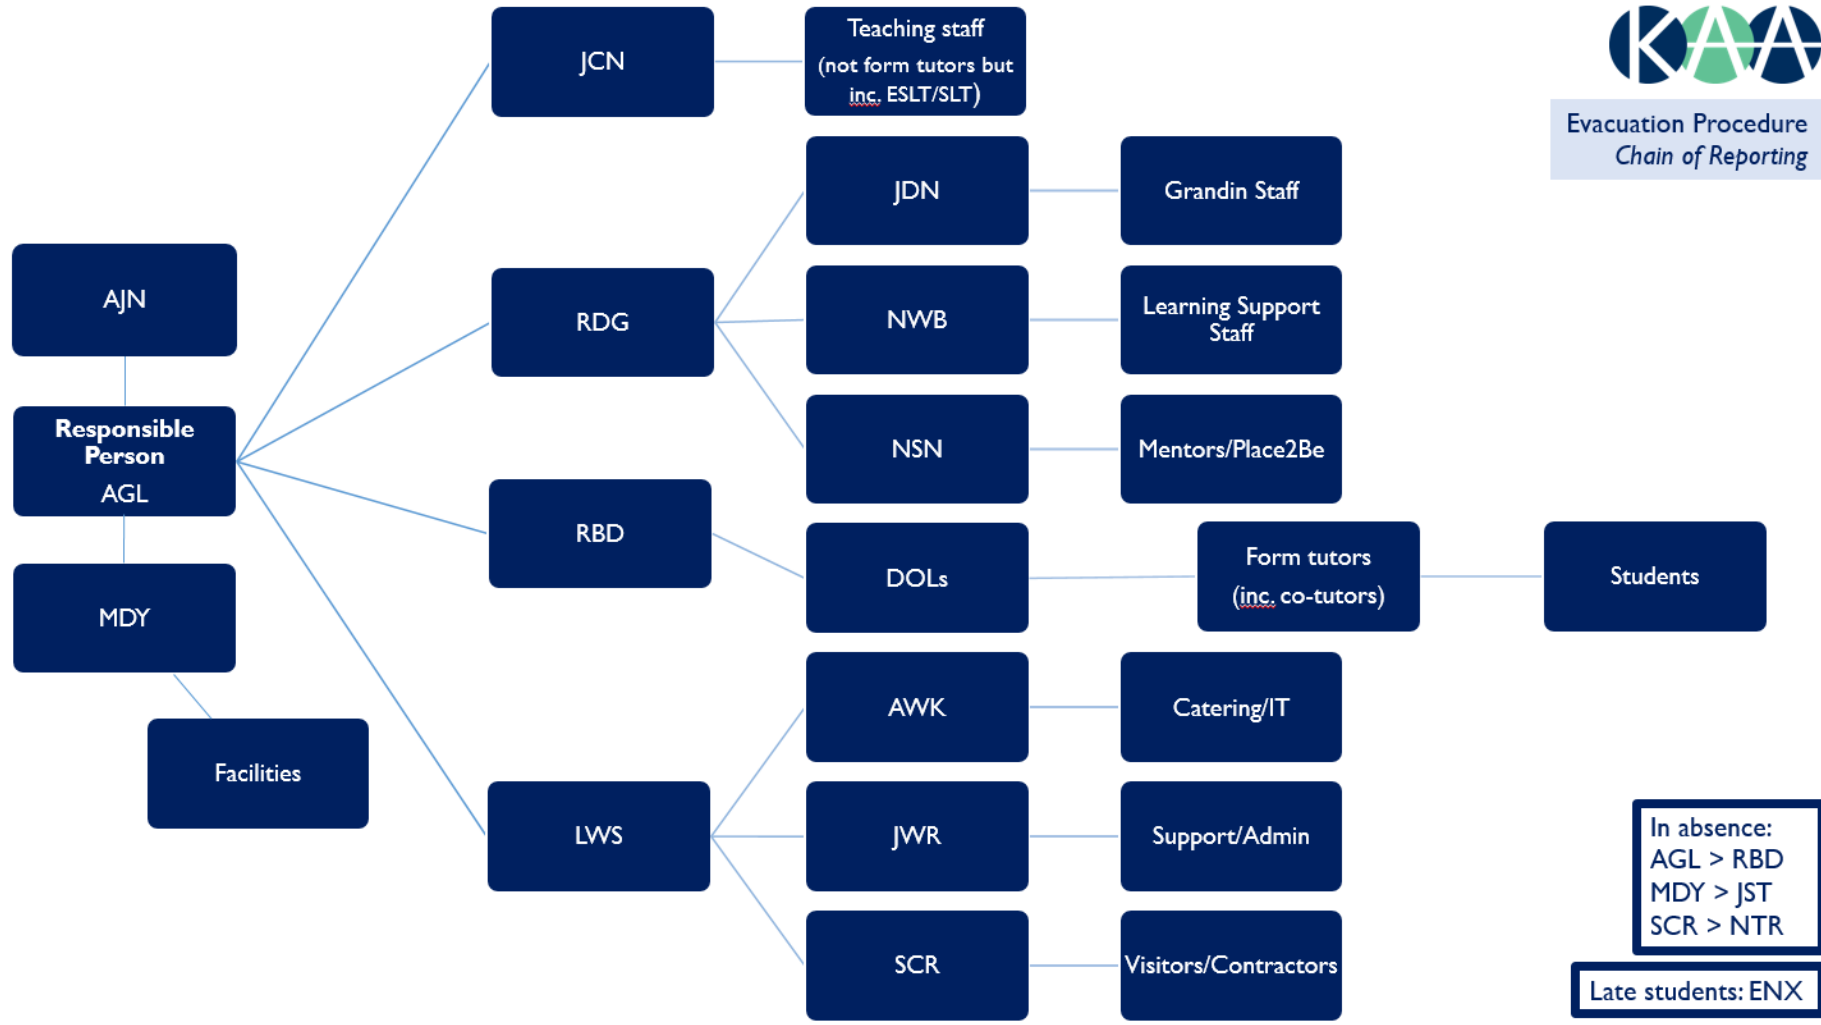 KAA
Evacuation Procedure
Chain of Reporting
JCN
Teaching staff
(not form tutors but
inc. ESLT/SLT)
JDN
Grandin Staff
AJN
RDG
NWB
Learning Support
Staff
Responsible
Person
AGL
NSN
Mentors/Place2Be
RBD
DOLs
Form tutors
(inc. co-tutors)
Students
MDY
AWK
Catering/IT
Facilities
LWS
JWR
Support/Admin
SCR
Visitors/Contractors
In absence:
AGL > RBD
MDY > JST
SCR > NTR
Late students: ENX